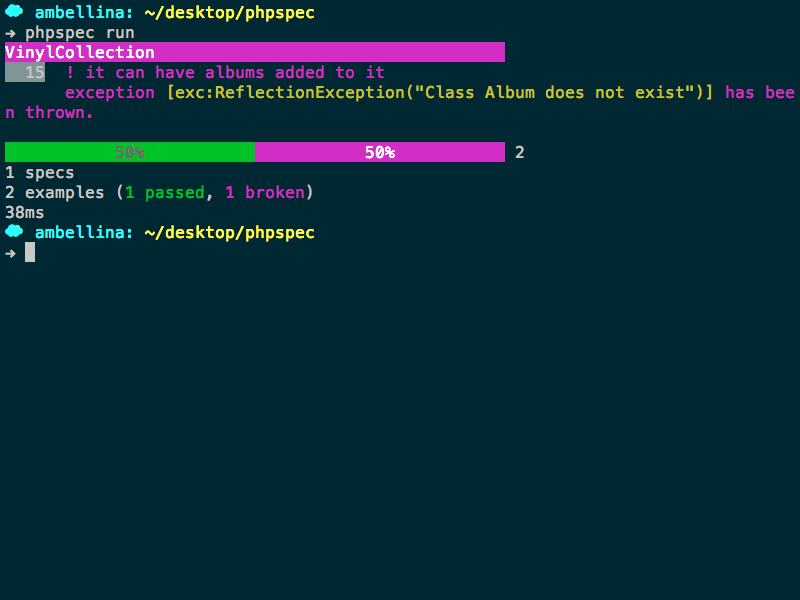 ambellina: ~/desktop/phpspec
→ phpspec run
VinylCollection
15 ! it can have albums added to it
exception [exc:ReflectionException("Class Album does not exist")] has bee
n thrown.
50% 50% 2
1 specs
2 examples (1 passed, 1 broken)
38ms
ambellina: ~/desktop/phpspec
→